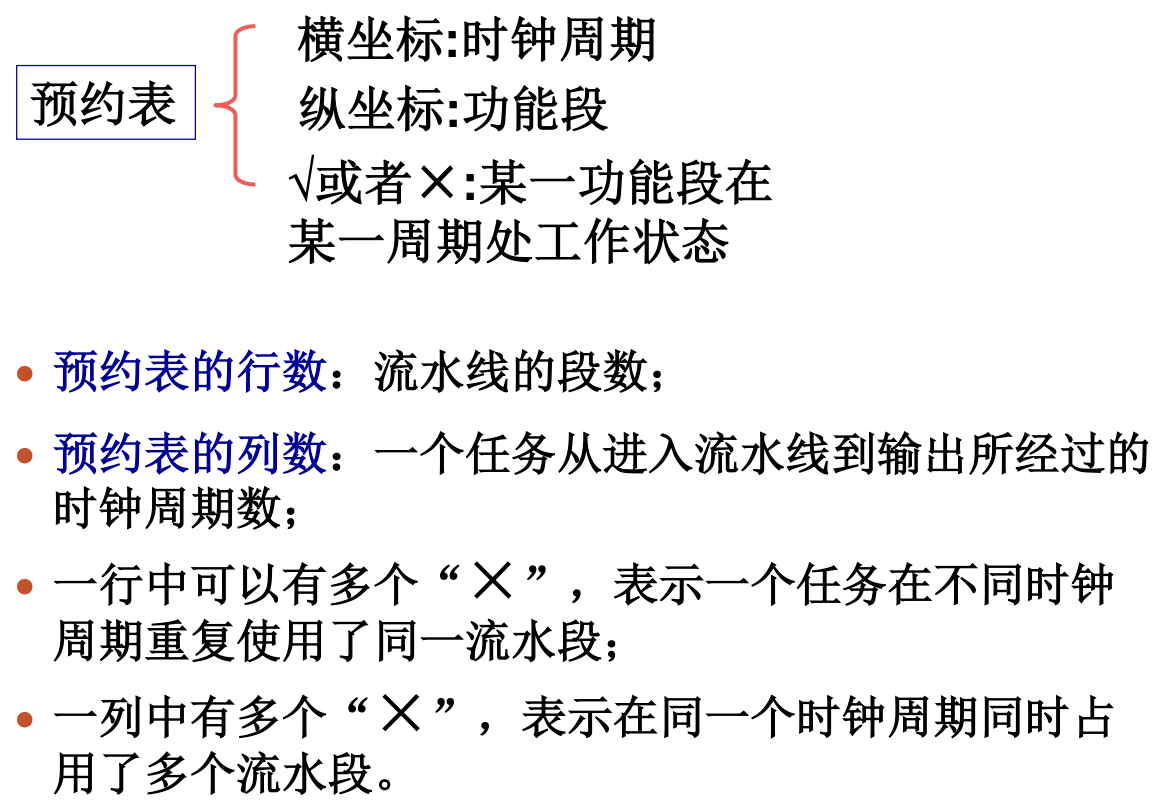 横坐标:时钟周期
预约表
纵坐标:功能段
√或者×:某一功能段在
某一周期处工作状态
• 预约表的行数：流水线的段数；
• 预约表的列数：一个任务从进入流水线到输出所经过的
时钟周期数；
• 一行中可以有多个“×”，表示一个任务在不同时钟
周期重复使用了同一流水段；
• 一列中有多个“×”，表示在同一个时钟周期同时占
用了多个流水段。